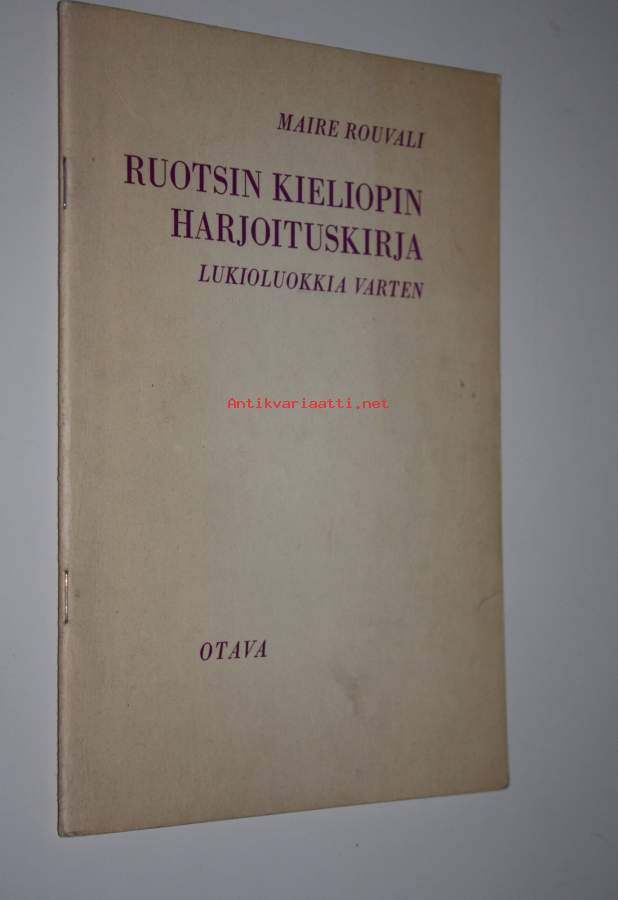 MAIRE ROUVALI
RUOTSIN KIELIOPIN
HARJOITUSKIRJA
LUKIOLUOKKIA VARTEN
Antikvariaatti.net
OTAVA